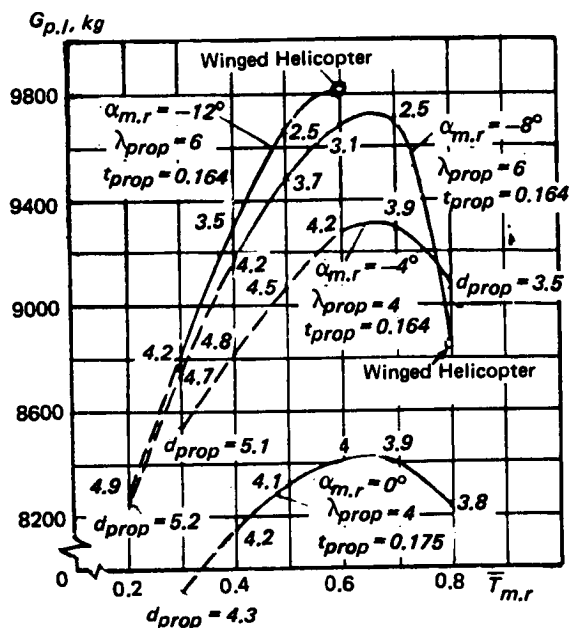 G_{p.l}, kg
Winged Helicopter
9800
α_{m.r} = –12°
λ_{prop} = 6
t_{prop} = 0.164
2.5
2.5
α_{m.r} = –8°
λ_{prop} = 6
t_{prop} = 0.164
3.1
3.7
9400
3.5
4.2
4.2
3.9
α_{m.r} = –4°
λ_{prop} = 4
t_{prop} = 0.164
d_{prop} = 3.5
4.5
9000
4.2
4.8
4.7
Winged Helicopter
8600
d_{prop} = 5.1
4
3.9
4.9
d_{prop} = 5.2
4.1
α_{m.r} = 0°
λ_{prop} = 4
t_{prop} = 0.175
3.8
8200
4.2
0
0.2
0.4
0.6
0.8
T̄_{m.r}
d_{prop} = 4.3